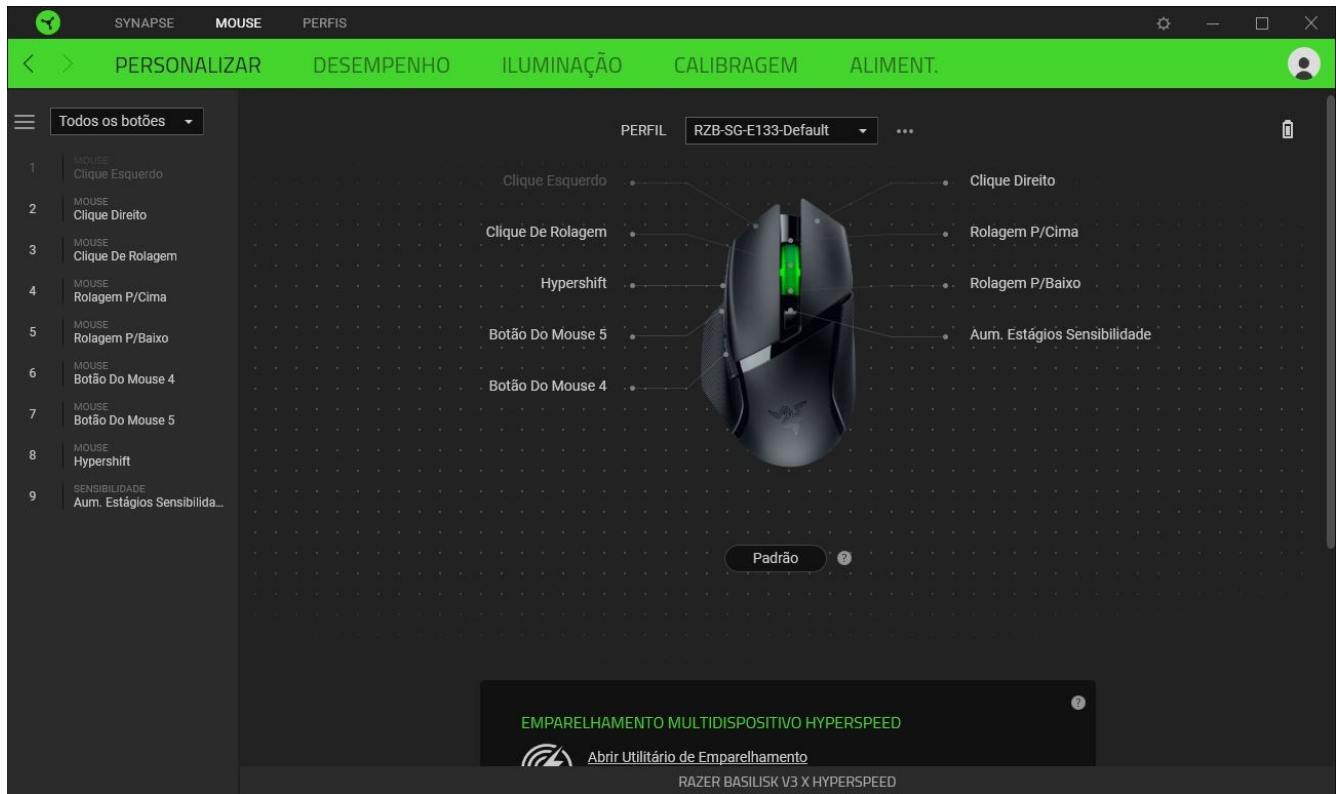 SYNAPSE MOUSE PERFIS
PERSONALIZAR DESEMPENHO ILUMINAÇÃO CALIBRAGEM ALIMENT.
Todos os botões
PERFIL RZB-SG-E133-Default
1 MOUSE
Clique Esquerdo
2 MOUSE
Clique Direito
3 MOUSE
Clique De Rolagem
4 MOUSE
Rolagem P/Cima
5 MOUSE
Rolagem P/Baixo
6 MOUSE
Botão Do Mouse 4
7 MOUSE
Botão Do Mouse 5
8 MOUSE
Hypershift
9 SENSIBILIDADE
Aum. Estágios Sensibilida...
Clique Esquerdo
Clique De Rolagem
Hypershift
Botão Do Mouse 5
Botão Do Mouse 4
Clique Direito
Rolagem P/Cima
Rolagem P/Baixo
Aum. Estágios Sensibilidade
Padrão ?
?
EMPARELHAMENTO MULTIDISPOSITIVO HYPERSPEED
Abrir Utilitário de Emparelhamento
RAZER BASILISK V3 X HYPERSPEED